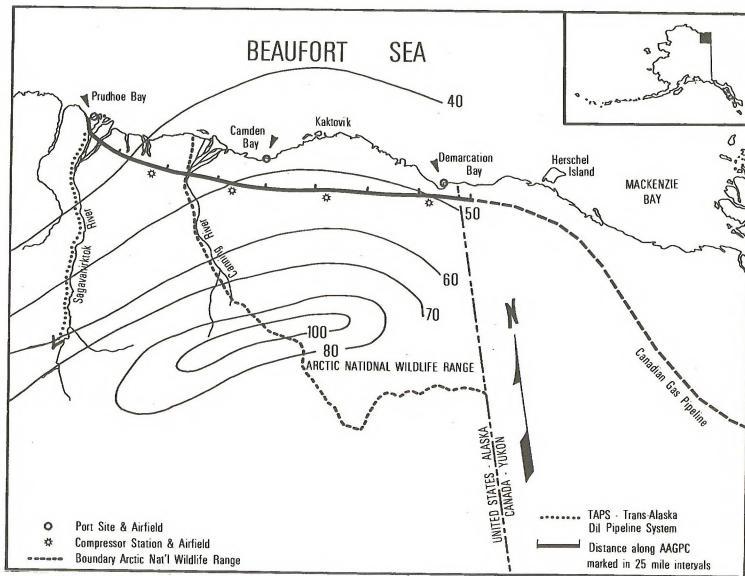 BEAUFORT SEA
Prudhoe Bay
40
Camden
Bay
Kaktovik
Demarcation
Bay
Herschel
Island
MACKENZIE
BAY
50
Sagavanirktok River
Canning River
60
70
100
80
ARCTIC NATIONAL WILDLIFE RANGE
N
UNITED STATES - ALASKA
CANADA - YUKON
Canadian Gas Pipeline
Port Site & Airfield
Compressor Station & Airfield
Boundary Arctic Nat'l Wildlife Range
TAPS - Trans-Alaska
Oil Pipeline System
Distance along AAGPC
marked in 25 mile intervals